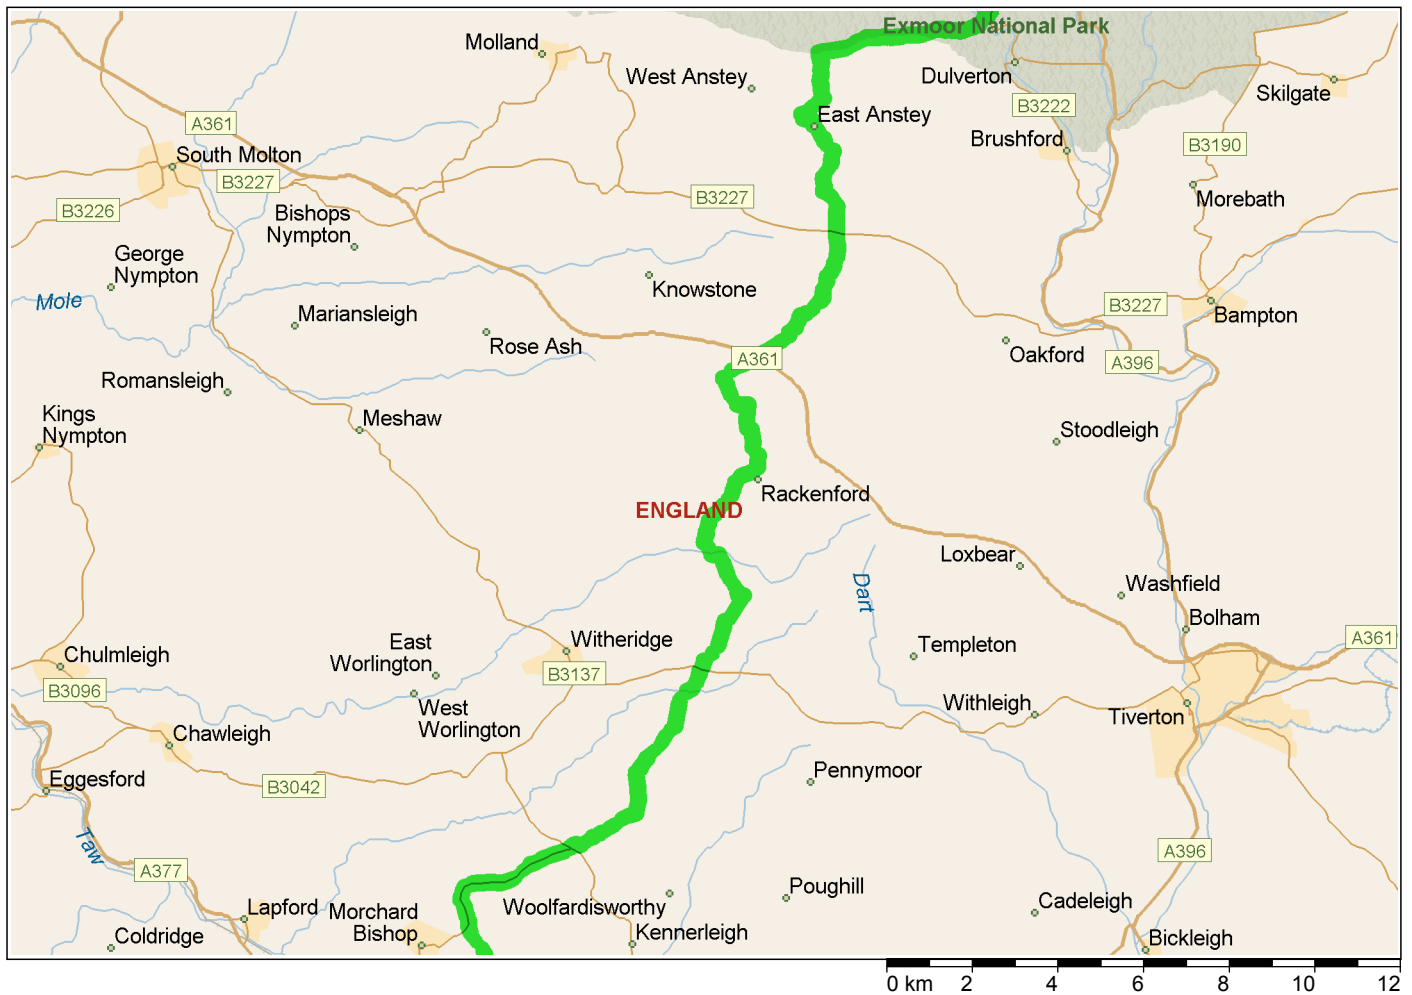 Exmoor National Park
Molland
West Anstey
Dulverton
Skilgate
B3222
East Anstey
A361
Brushford
B3190
South Molton
B3227
B3227
Morebath
B3226
Bishops
Nympton
George
Nympton
Knowstone
Mole
B3227
Mariansleigh
Bampton
Rose Ash
A361
Oakford
A396
Romansleigh
Kings
Nympton
Meshaw
Stoodleigh
Rackenford
ENGLAND
Loxbear
Dart
Washfield
Bolham
East
Worlington
Witheridge
A361
Chulmleigh
Templeton
B3137
B3096
West
Worlington
Withleigh
Tiverton
Chawleigh
Eggesford
B3042
Pennymoor
Taw
A396
A377
Poughill
Cadeleigh
Lapford
Morchard
Bishop
Woolfardisworthy
Coldridge
Kennerleigh
Bickleigh
0 km 2 4 6 8 10 12